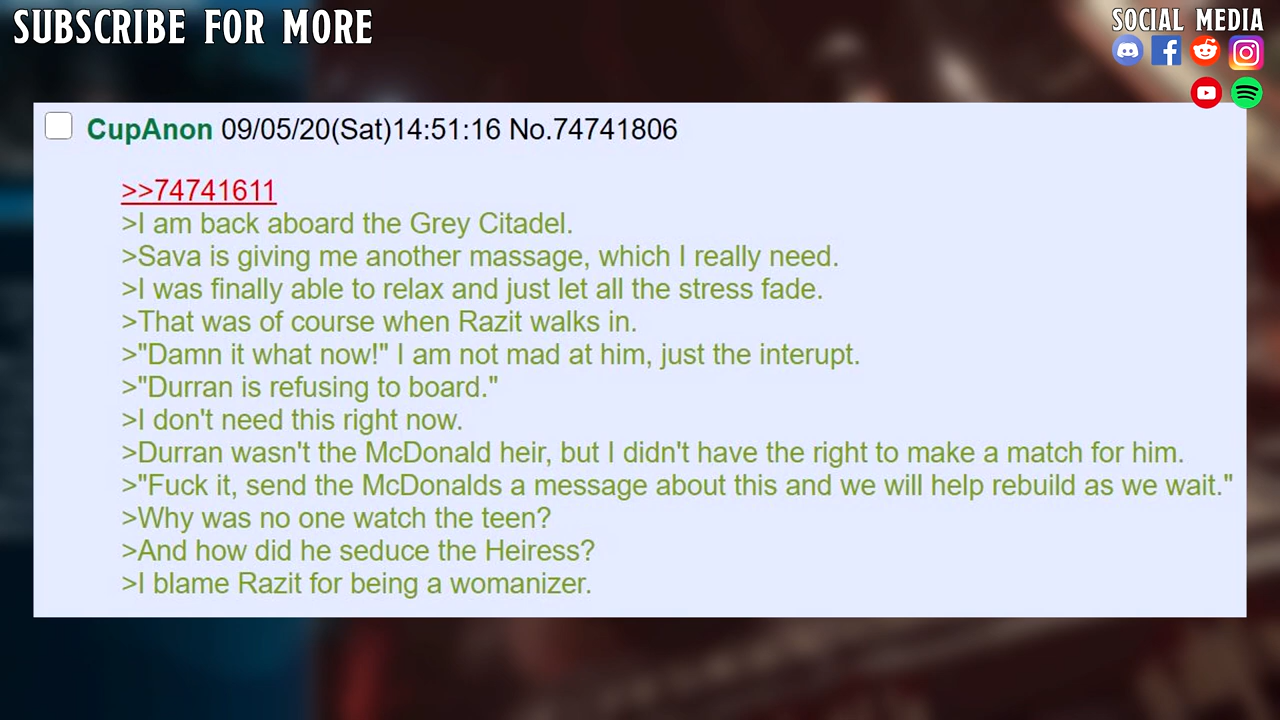 SUBSCRIBE FOR MORE
SOCIAL MEDIA
CupAnon 09/05/20(Sat)14:51:16 No.74741806
>>74741611
>I am back aboard the Grey Citadel.
>Sava is giving me another massage, which I really need.
>I was finally able to relax and just let all the stress fade.
>That was of course when Razit walks in.
>"Damn it what now!" I am not mad at him, just the interupt.
>"Durran is refusing to board."
>I don't need this right now.
>Durran wasn't the McDonald heir, but I didn't have the right to make a match for him.
>"Fuck it, send the McDonalds a message about this and we will help rebuild as we wait."
>Why was no one watch the teen?
>And how did he seduce the Heiress?
>I blame Razit for being a womanizer.